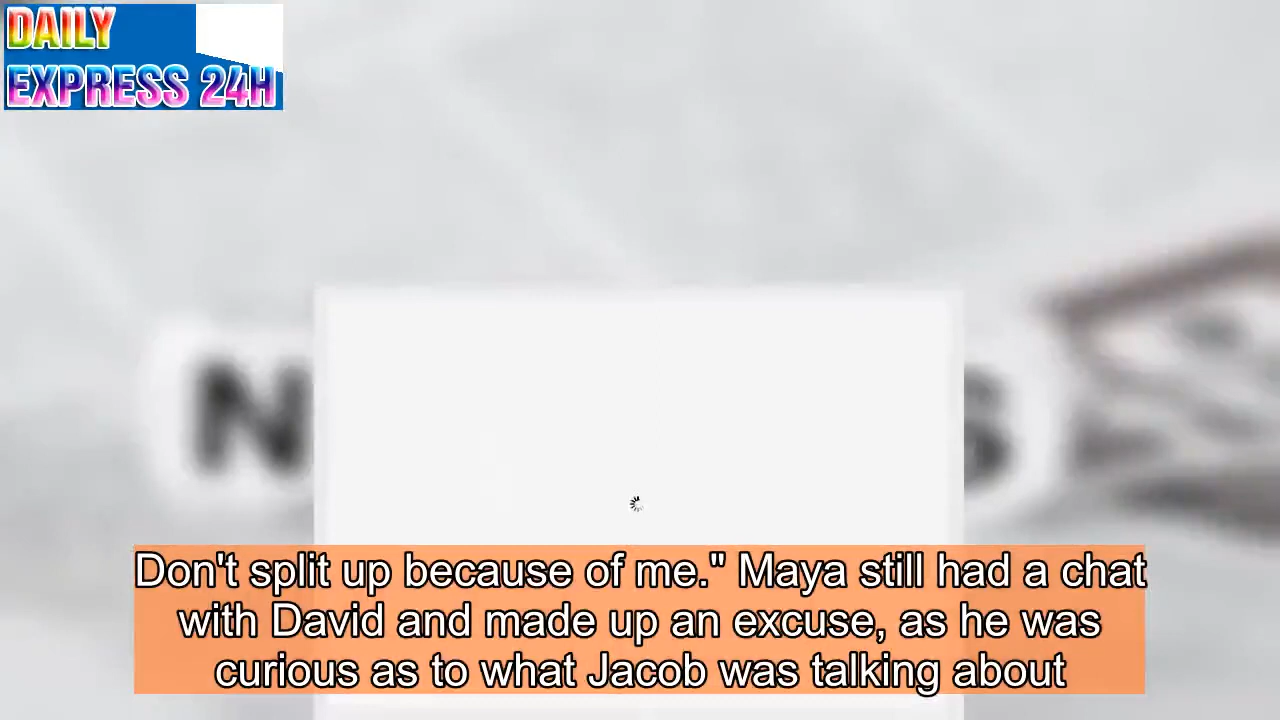 DAILY
EXPRESS 24H
N
S
Don't split up because of me." Maya still had a chat
with David and made up an excuse, as he was
curious as to what Jacob was talking about